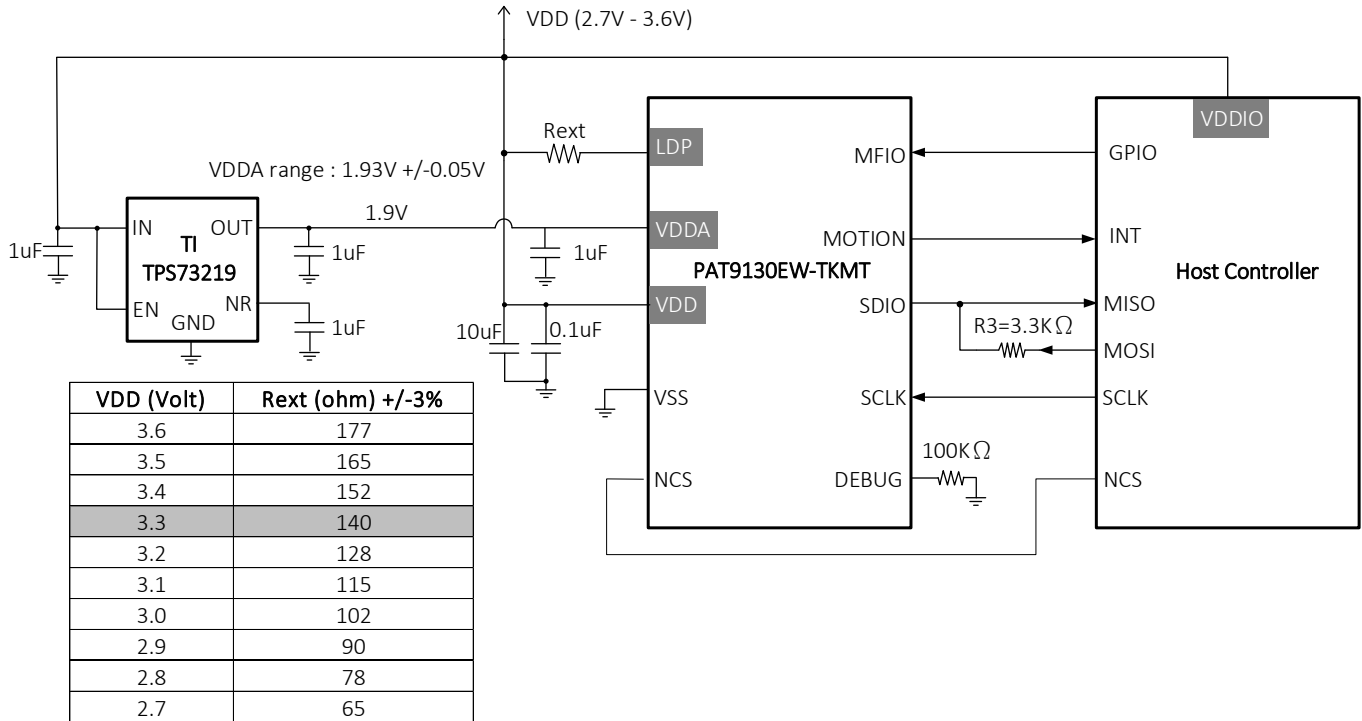 VDD (2.7V - 3.6V)
VDDIO
Rext
LDP
MFIO
GPIO
VDDA range : 1.93V +/-0.05V
1.9V
IN
OUT
1uF
TI
TPS73219
1uF
VDDA
1uF
MOTION
INT
PAT9130EW-TKMT
Host Controller
EN
NR
GND
1uF
VDD
10uF
0.1uF
SDIO
MISO
R3=3.3KΩ
MOSI
VSS
SCLK
SCLK
100KΩ
NCS
DEBUG
NCS
VDD (Volt) Rext (ohm) +/-3%
3.6 177
3.5 165
3.4 152
3.3 140
3.2 128
3.1 115
3.0 102
2.9 90
2.8 78
2.7 65